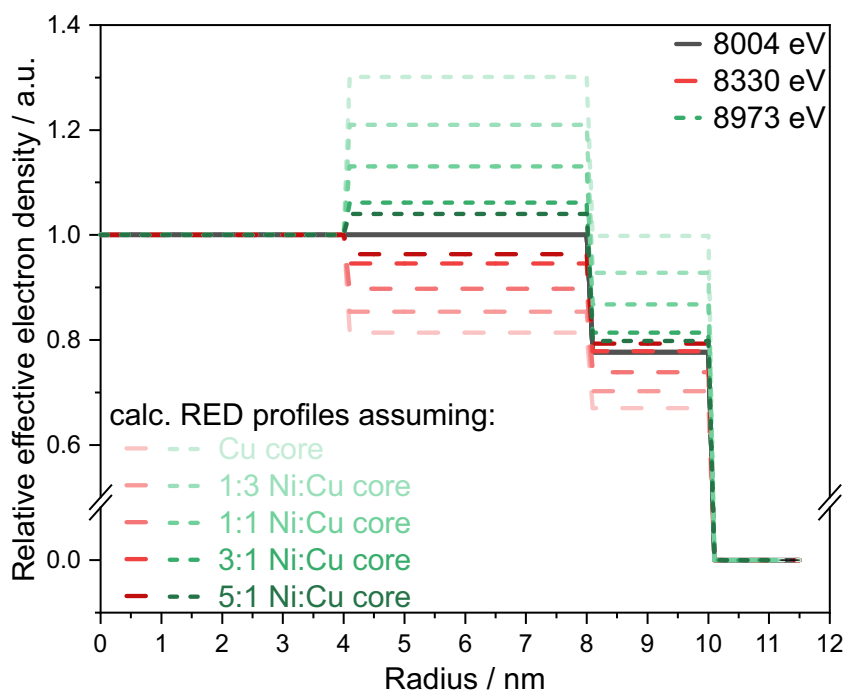 1.4
1.2
1.0
0.8
0.6
0.0
Relative effective electron density / a.u.
8004 eV
8330 eV
8973 eV
calc. RED profiles assuming:
Cu core
1:3 Ni:Cu core
1:1 Ni:Cu core
3:1 Ni:Cu core
5:1 Ni:Cu core
0 1 2 3 4 5 6 7 8 9 10 11 12
Radius / nm